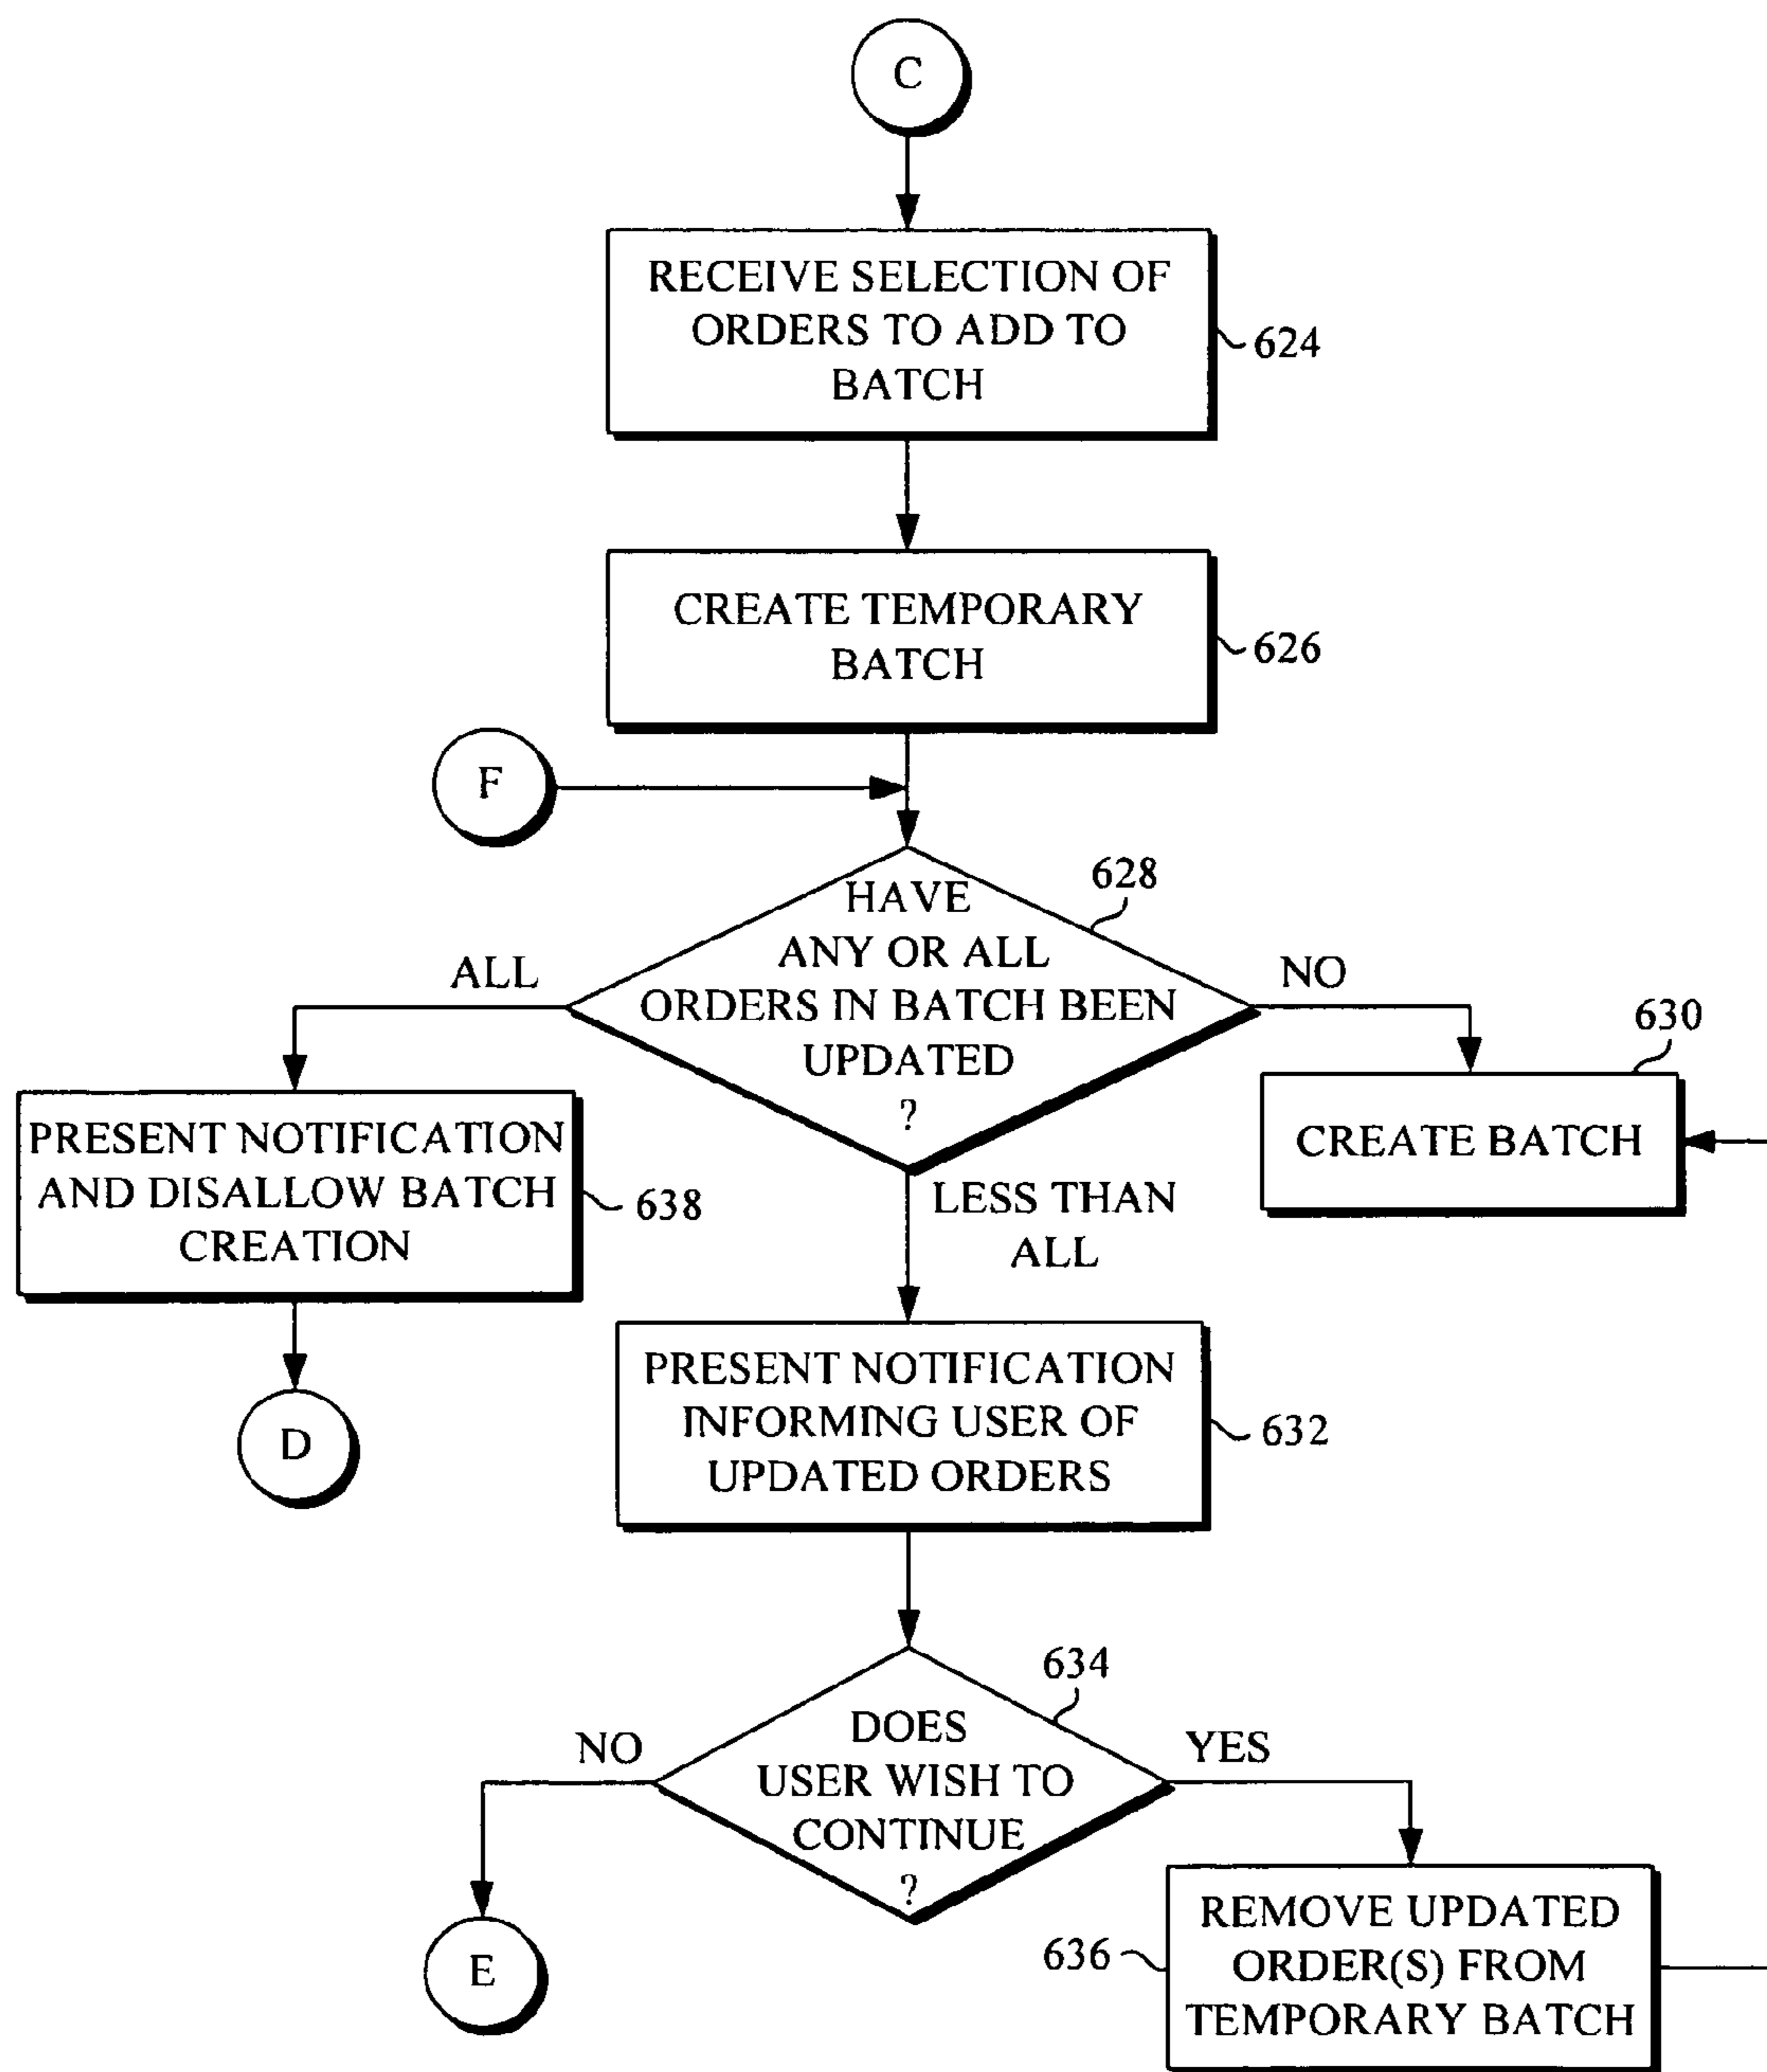 C
RECEIVE SELECTION OF
ORDERS TO ADD TO
BATCH
624
CREATE TEMPORARY
BATCH
626
F
628
HAVE
ANY OR ALL
ORDERS IN BATCH BEEN
UPDATED
?
ALL
NO
630
CREATE BATCH
PRESENT NOTIFICATION
AND DISALLOW BATCH
CREATION
638
LESS THAN
ALL
D
PRESENT NOTIFICATION
INFORMING USER OF
UPDATED ORDERS
632
634
DOES
USER WISH TO
CONTINUE
?
NO
YES
E
636
REMOVE UPDATED
ORDER(S) FROM
TEMPORARY BATCH